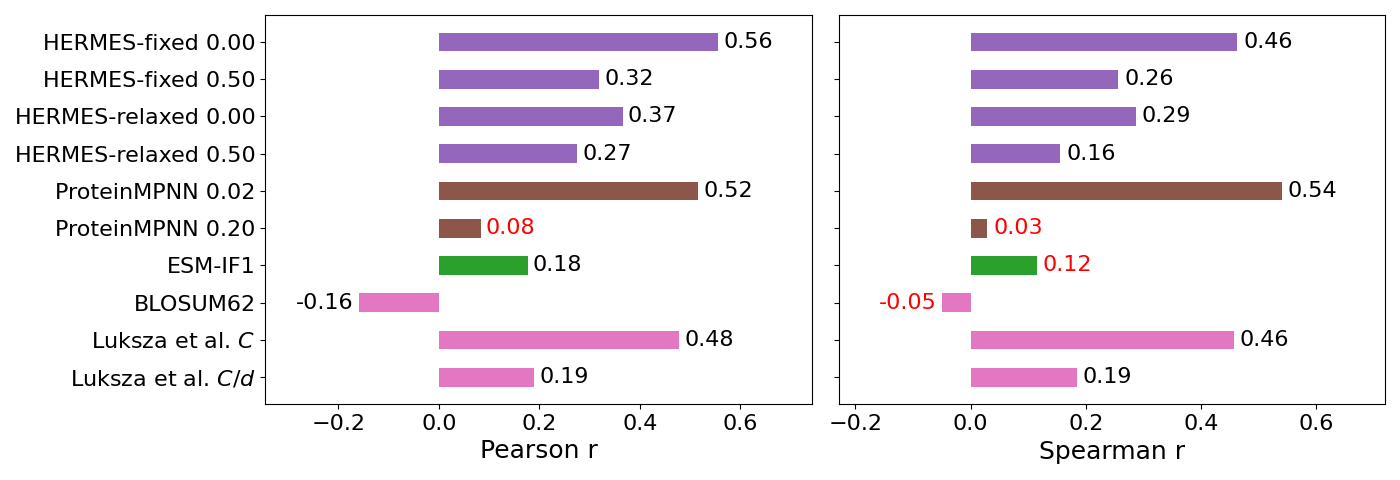 HERMES-fixed 0.00 0.56 0.46
HERMES-fixed 0.50 0.32 0.26
HERMES-relaxed 0.00 0.37 0.29
HERMES-relaxed 0.50 0.27 0.16
ProteinMPNN 0.02 0.52 0.54
ProteinMPNN 0.20 0.08 0.03
ESM-IF1 0.18 0.12
BLOSUM62 -0.16 -0.05
Luksza et al. C 0.48 0.46
Luksza et al. C/d 0.19 0.19
−0.2 0.0 0.2 0.4 0.6 −0.2 0.0 0.2 0.4 0.6
Pearson r Spearman r